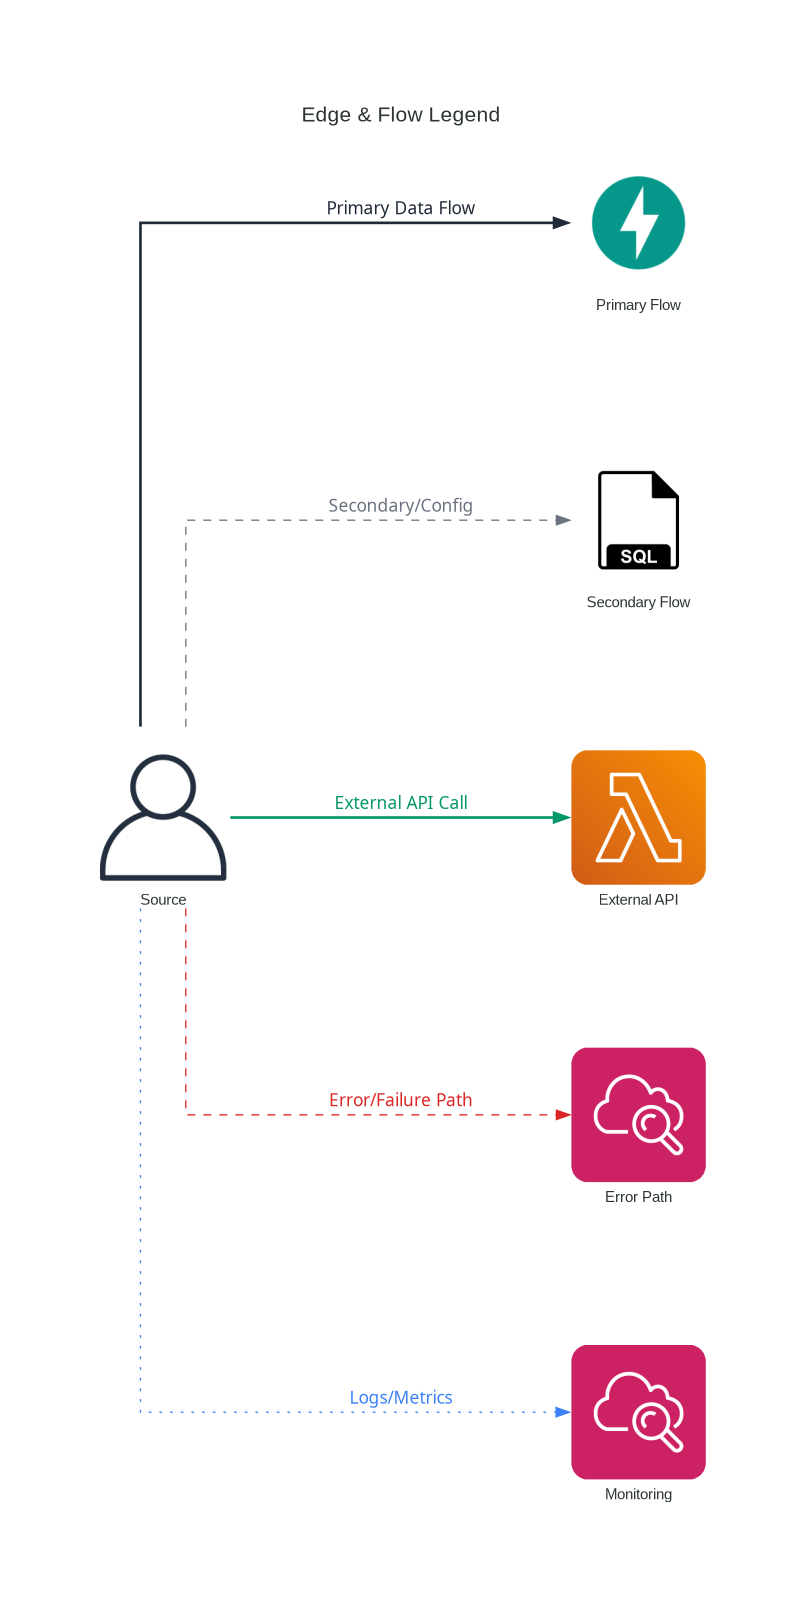 Edge & Flow Legend
Primary Data Flow
Primary Flow
Secondary/Config
SQL
Secondary Flow
External API Call
Source
External API
Error/Failure Path
Error Path
Logs/Metrics
Monitoring